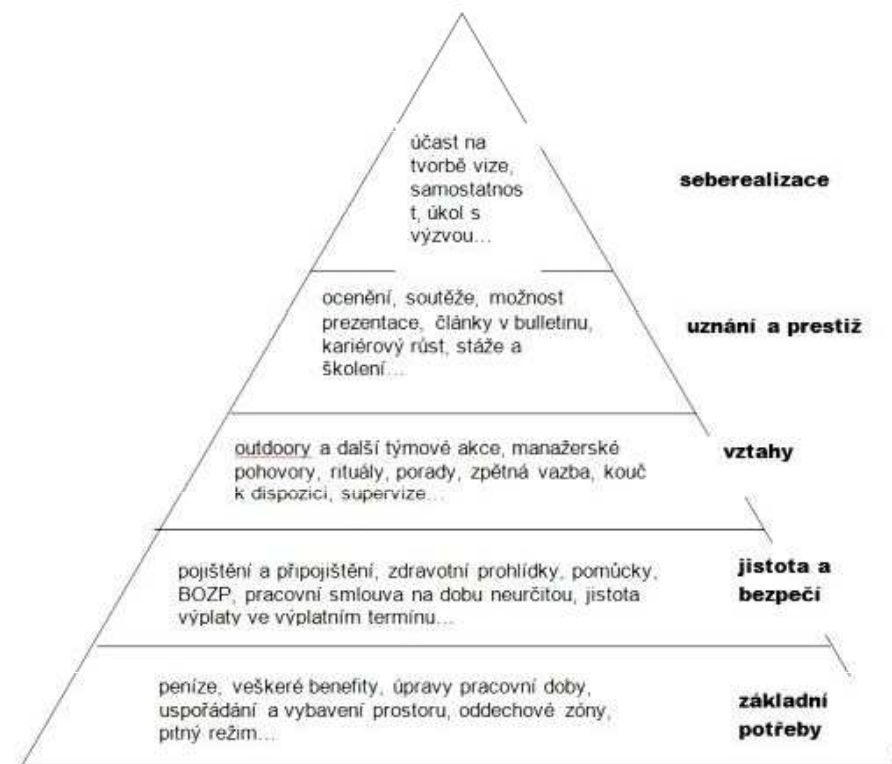 účast na
tvorbě vize,
samostatnos
t, úkol s
výzvou…
seberealizace
ocenění, soutěže, možnost
prezentace, články v bulletinu,
kariérový růst, stáže a
školení…
uznání a prestiž
outdoory a další týmové akce, manažerské
pohovory, rituály, porady, zpětná vazba, kouč
k dispozici, supervize…
vztahy
pojištění a připojištění, zdravotní prohlídky, pomůcky,
BOZP, pracovní smlouva na dobu neurčitou, jistota
výplaty ve výplatním termínu…
jistota a
bezpečí
peníze, veškeré benefity, úpravy pracovní doby,
uspořádání a vybavení prostoru, oddechové zóny,
pitný režim…
základní
potřeby